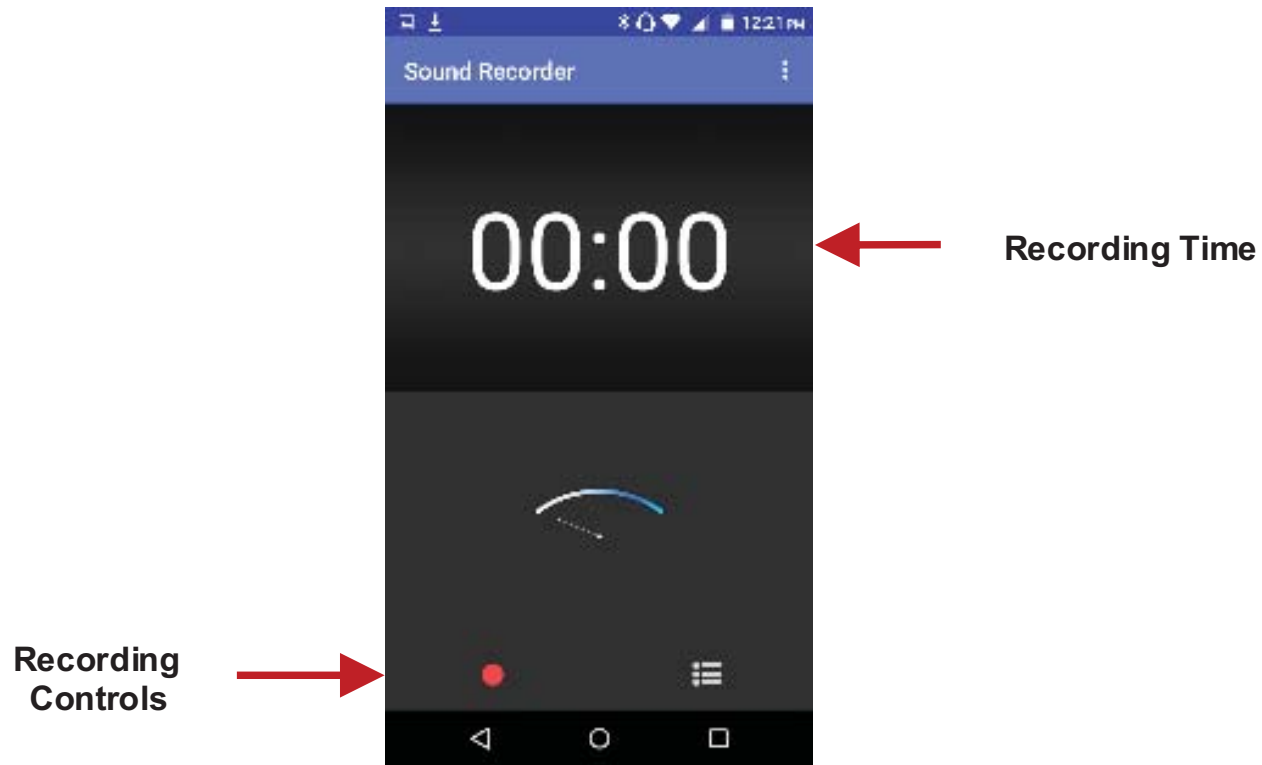 12:21 PM
Sound Recorder
00:00
Recording Time
Recording
Controls